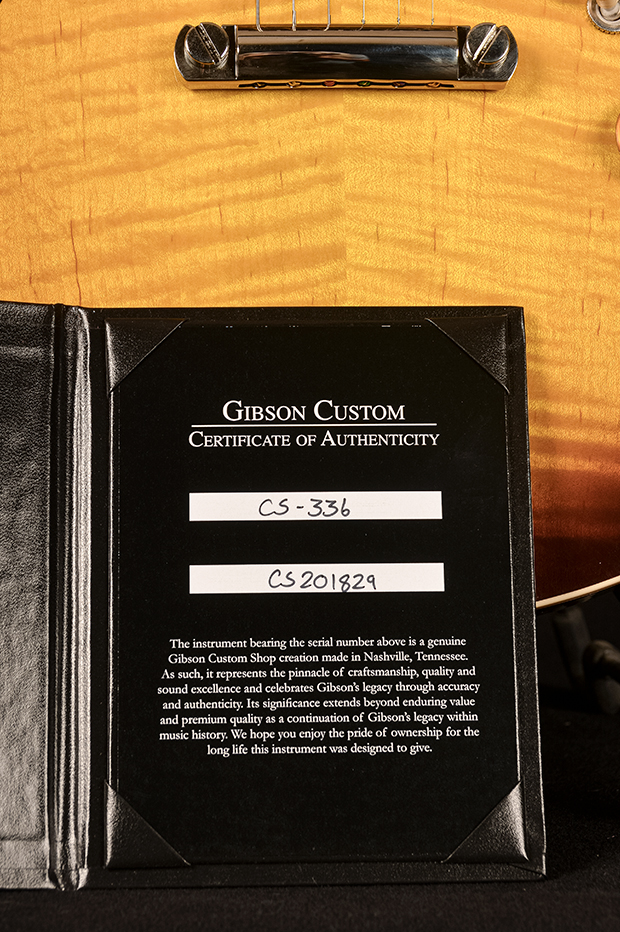 GIBSON CUSTOM
CERTIFICATE OF AUTHENTICITY
CS-336
CS201829
The instrument bearing the serial number above is a genuine
Gibson Custom Shop creation made in Nashville, Tennessee.
As such, it represents the pinnacle of craftsmanship, quality and
sound excellence and celebrates Gibson's legacy through accuracy
and authenticity. Its significance extends beyond enduring value
and premium quality as a continuation of Gibson's legacy within
music history. We hope you enjoy the pride of ownership for the
long life this instrument was designed to give.